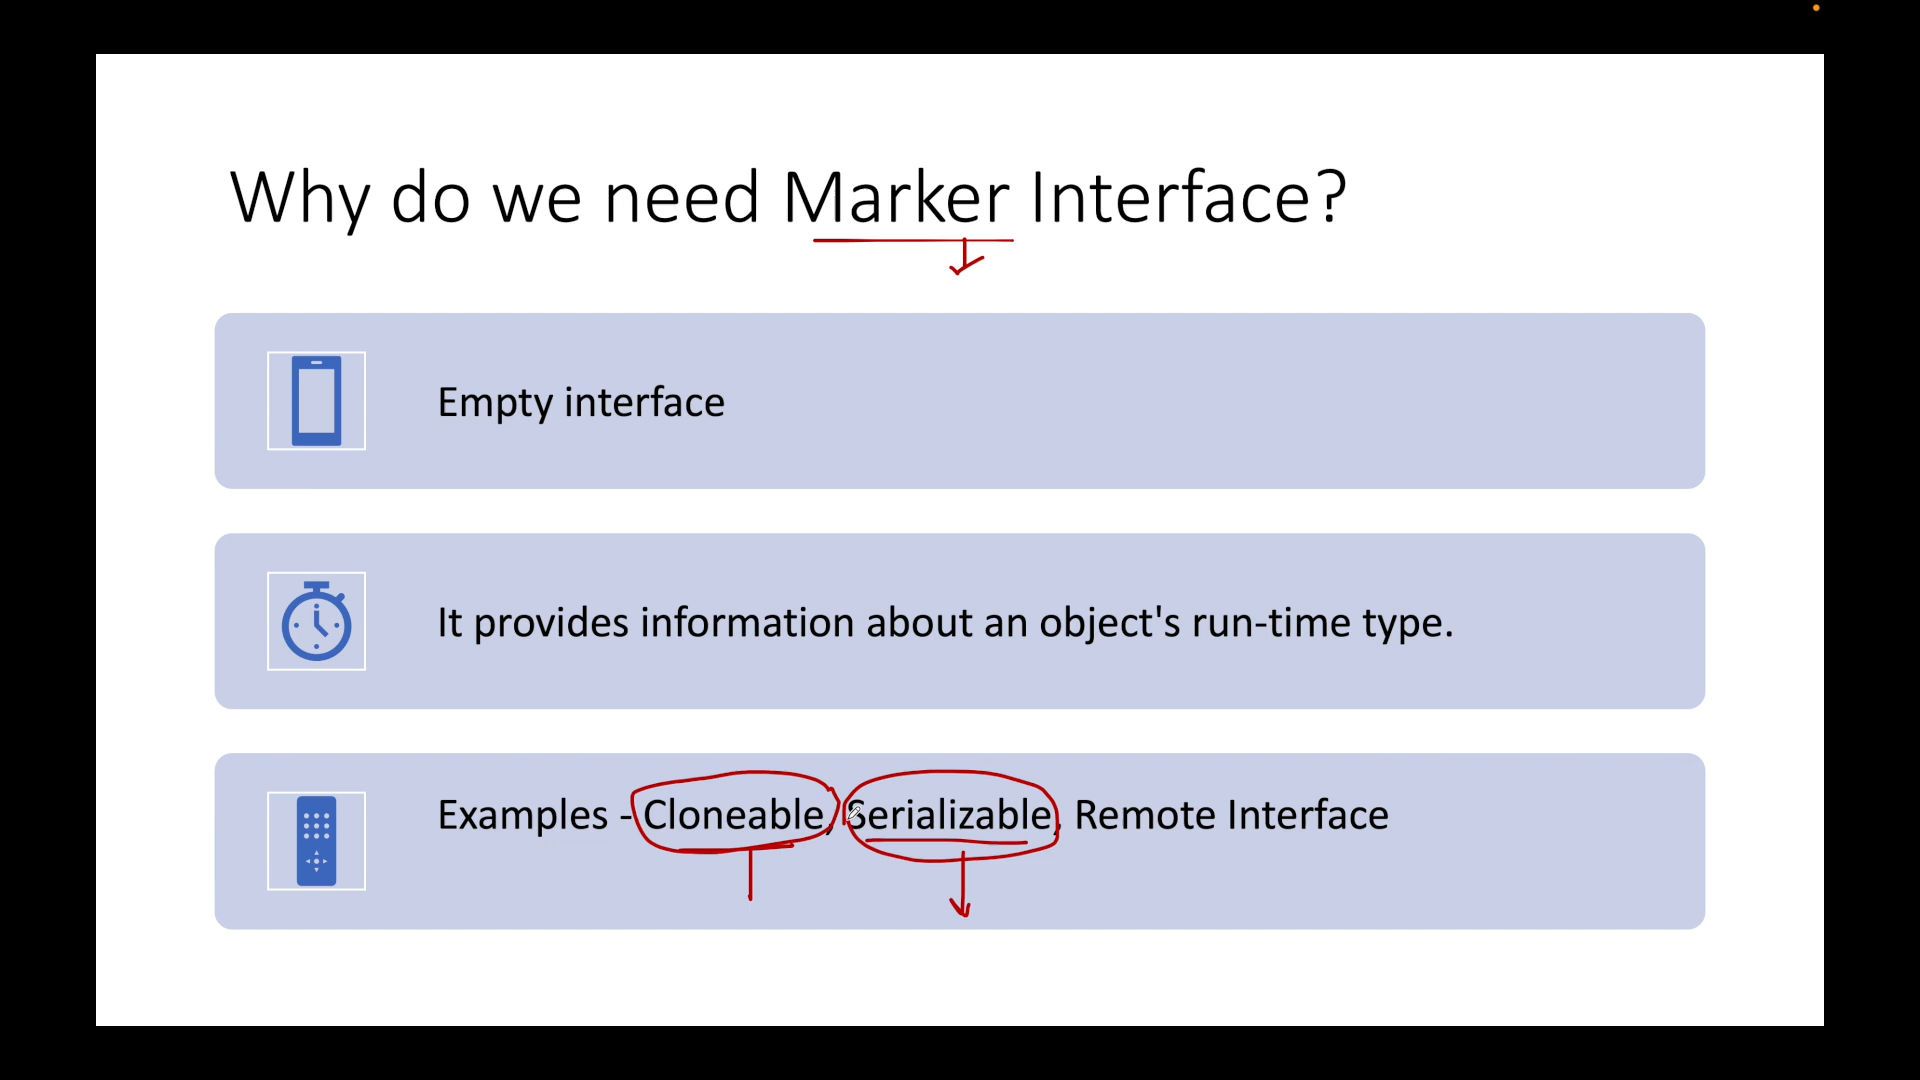 Why do we need Marker Interface?
Empty interface
It provides information about an object's run-time type.
Examples - Cloneable, Serializable, Remote Interface